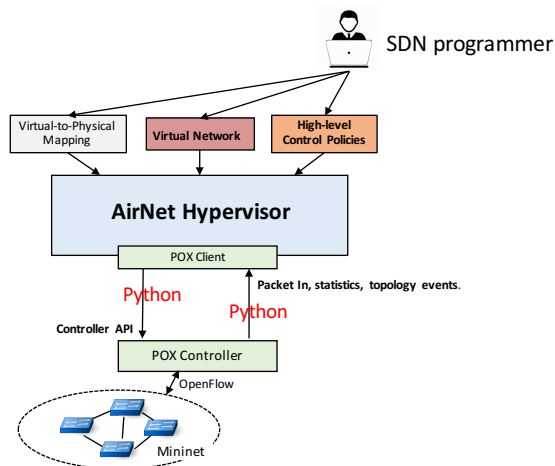 SDN programmer
Virtual-to-Physical
Mapping
Virtual Network
High-level
Control Policies
AirNet Hypervisor
POX Client
Python
Packet In, statistics, topology events.
Python
Controller API
POX Controller
OpenFlow
Mininet